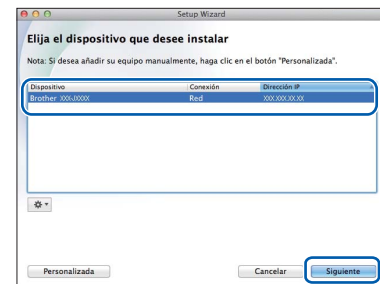 Setup Wizard
Elija el dispositivo que desee instalar
Nota: Si desea añadir su equipo manualmente, haga clic en el botón "Personalizada".
Dispositivo Conexión Dirección IP
Brother XXX-JXXXX Red XXX.XXX.XX.XX
Personalizada Cancelar Siguiente